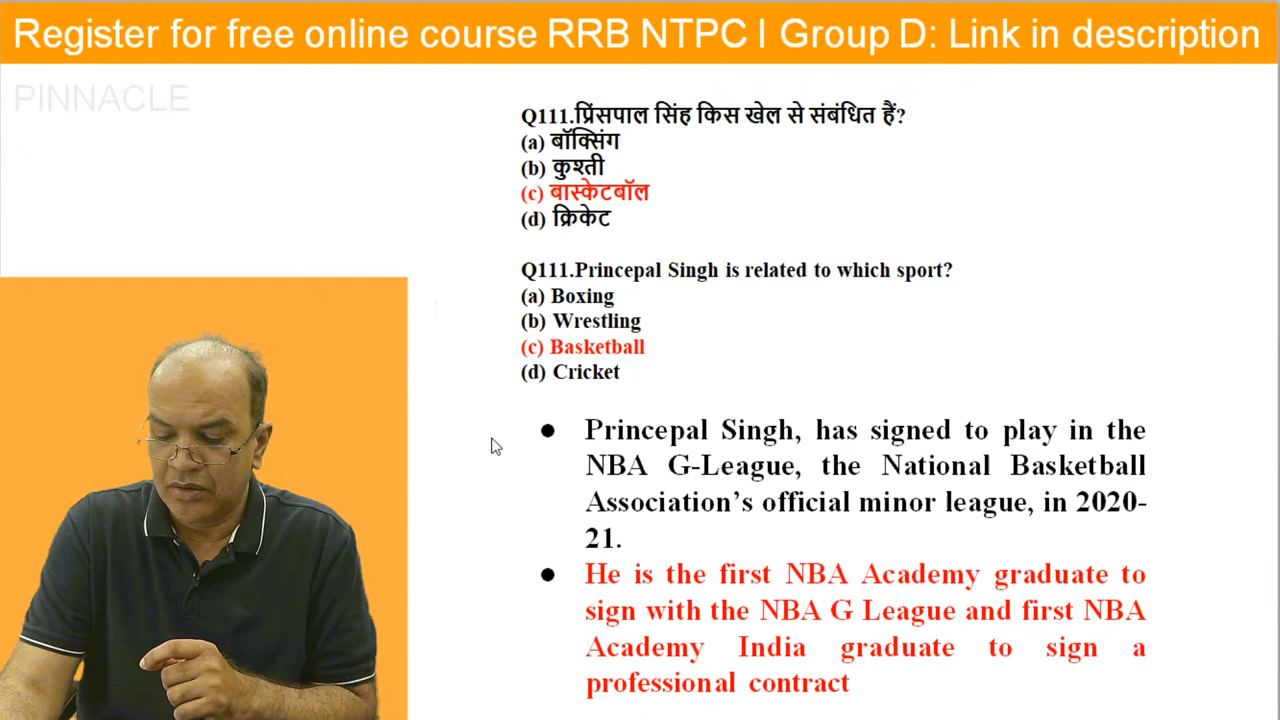 Register for free online course RRB NTPC I Group D: Link in description
PINNACLE
Q111.प्रिंसपाल सिंह किस खेल से संबंधित हैं?
(a) बॉक्सिंग
(b) कुश्ती
(c) बास्केटबॉल
(d) क्रिकेट
Q111.Princepal Singh is related to which sport?
(a) Boxing
(b) Wrestling
(c) Basketball
(d) Cricket
● Princepal Singh, has signed to play in the
NBA G-League, the National Basketball
Association’s official minor league, in 2020-
21.
● He is the first NBA Academy graduate to
sign with the NBA G League and first NBA
Academy India graduate to sign a
professional contract